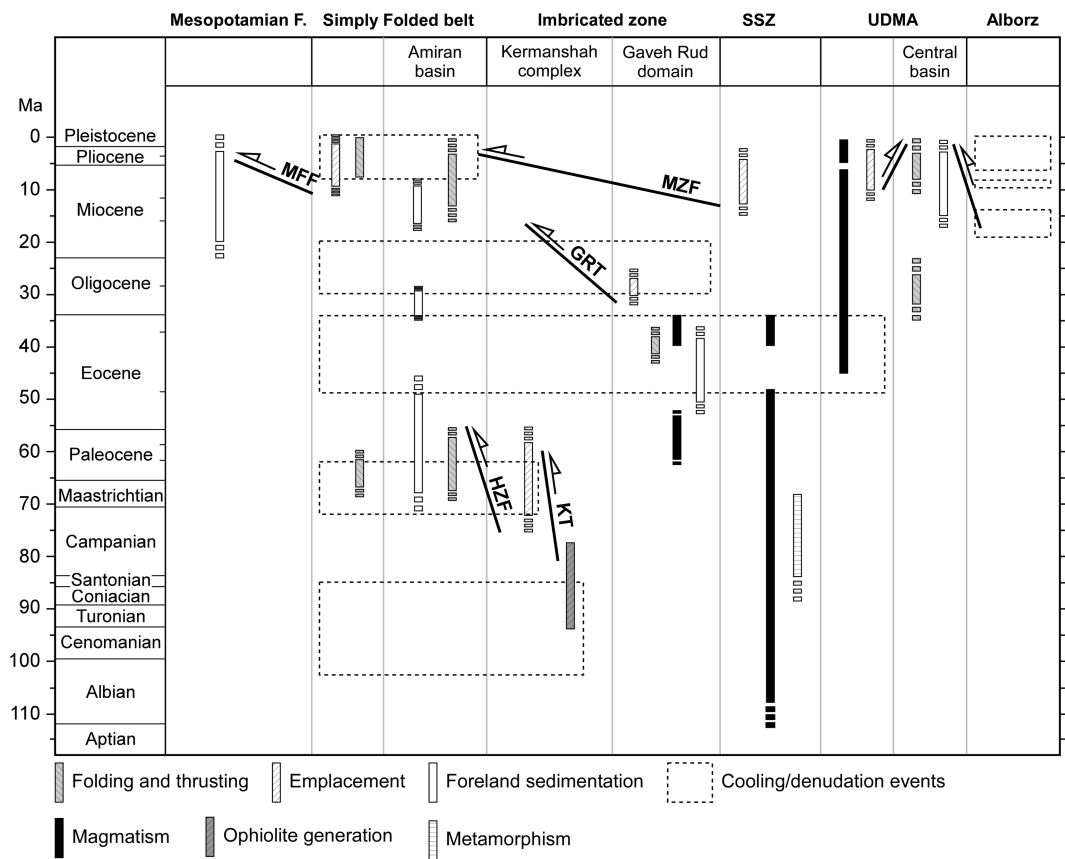 Mesopotamian F. Simply Folded belt Imbricated zone SSZ UDMA Alborz
Amiran basin
Kermanshah complex
Gaveh Rud domain
Central basin
Ma
0
10
20
30
40
50
60
70
80
90
100
110
Pleistocene
Pliocene
Miocene
Oligocene
Eocene
Paleocene
Maastrichtian
Campanian
Santonian
Coniacian
Turonian
Cenomanian
Albian
Aptian
MFF
MZF
GRT
HZF
KT
Folding and thrusting
Emplacement
Foreland sedimentation
Cooling/denudation events
Magmatism
Ophiolite generation
Metamorphism